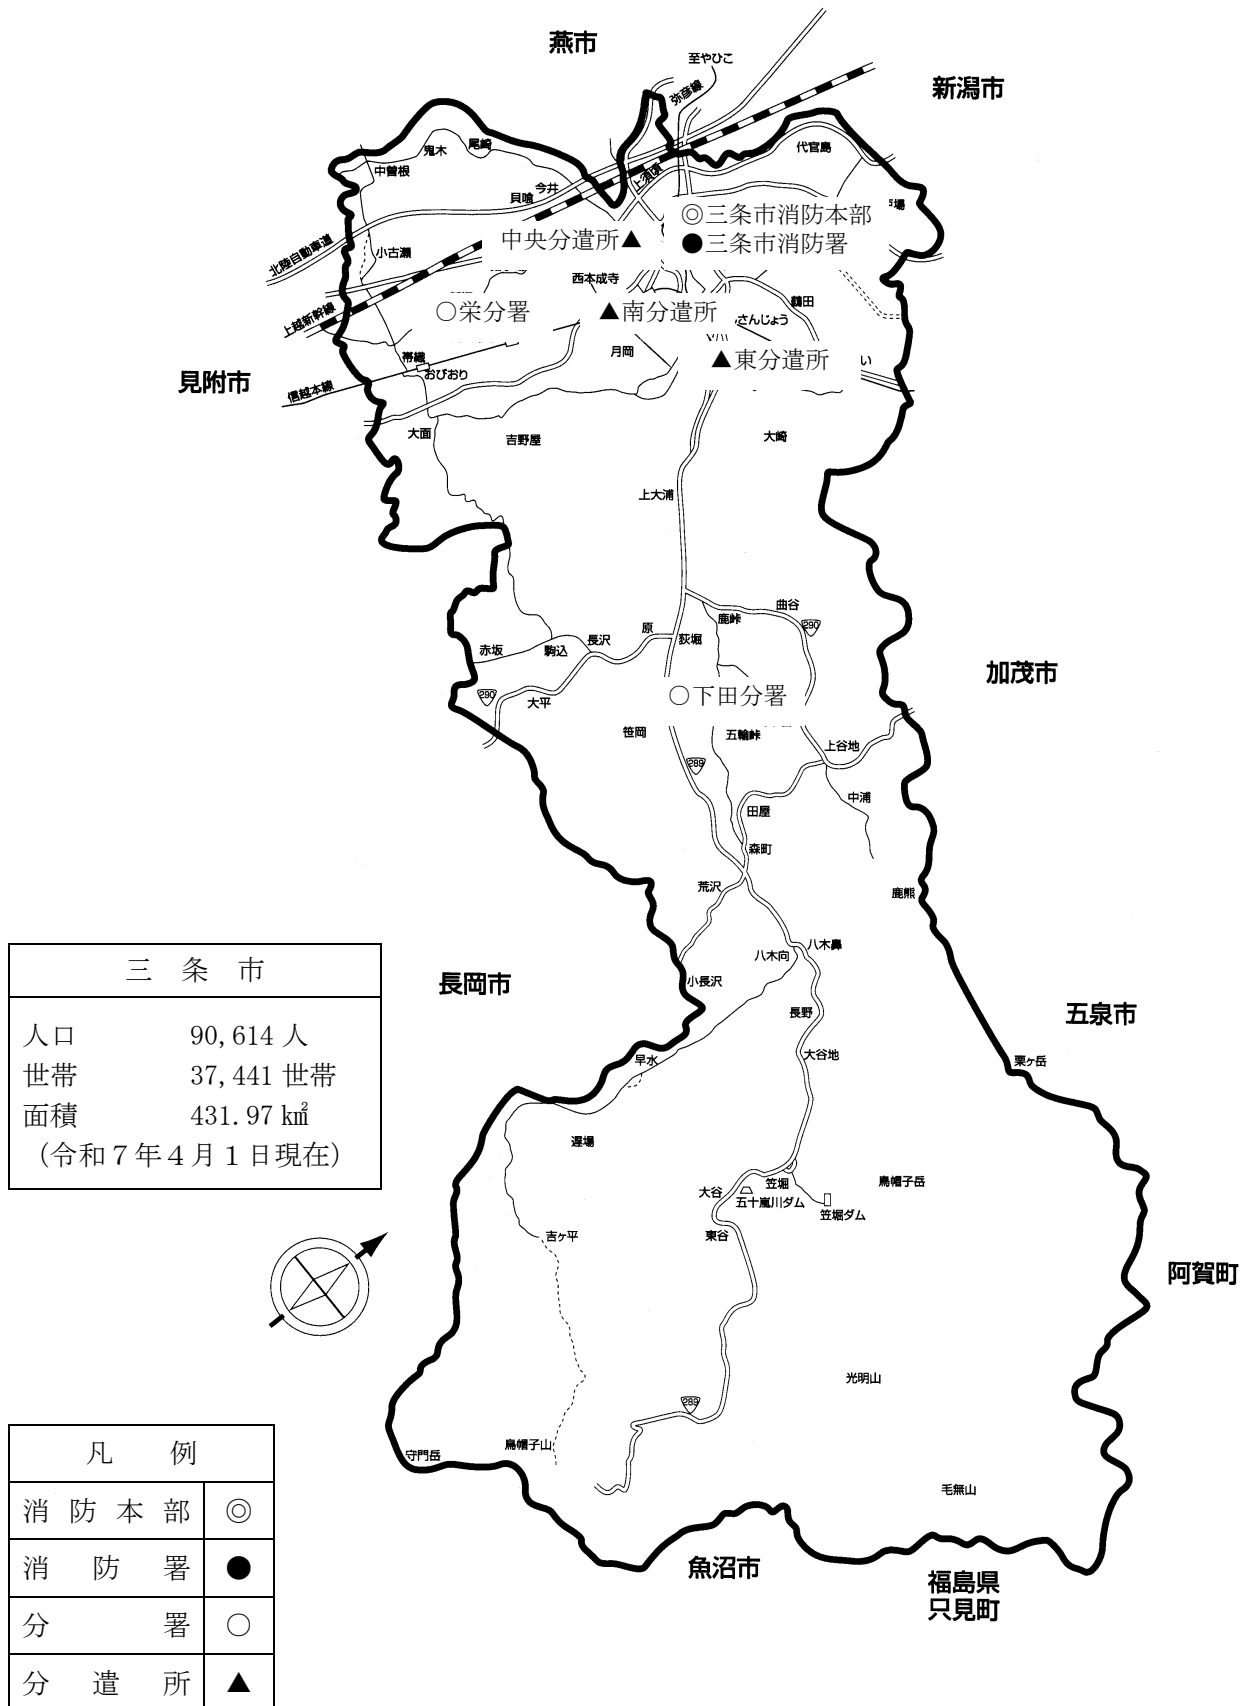 燕市
至やひこ
弥彦線
新潟市
尾崎
鬼木
中曽根
代官島
上須頃
今井
貝喰
◎三条市消防本部
中央分遣所▲
●三条市消防署
北陸自動車道
小古瀬
西本成寺
上越新幹線
○栄分署
▲南分遣所
鶴田
さんじょう
月岡
▲東分遣所
い
帯織
おびおり
見附市
信越本線
大面
吉野屋
大崎
上大浦
曲谷
鹿峠
290
原
荻堀
長沢
駒込
赤坂
加茂市
290
大平
○下田分署
笹岡
五輪峠
上谷地
289
中浦
田屋
森町
荒沢
鹿熊
八木鼻
八木向
長岡市
小長沢
長野
五泉市
三条市
人口 90,614 人
世帯 37,441 世帯
面積 431.97 ㎢
（令和７年４月１日現在）
早水
大谷地
粟ヶ岳
遅場
笠堀
烏帽子岳
大谷
五十嵐川ダム
笠堀ダム
吉ヶ平
東谷
阿賀町
光明山
289
烏帽子山
守門岳
毛無山
魚沼市
福島県
只見町
凡例
消防本部 ◎
消防署 ●
分署 ○
分遣所 ▲